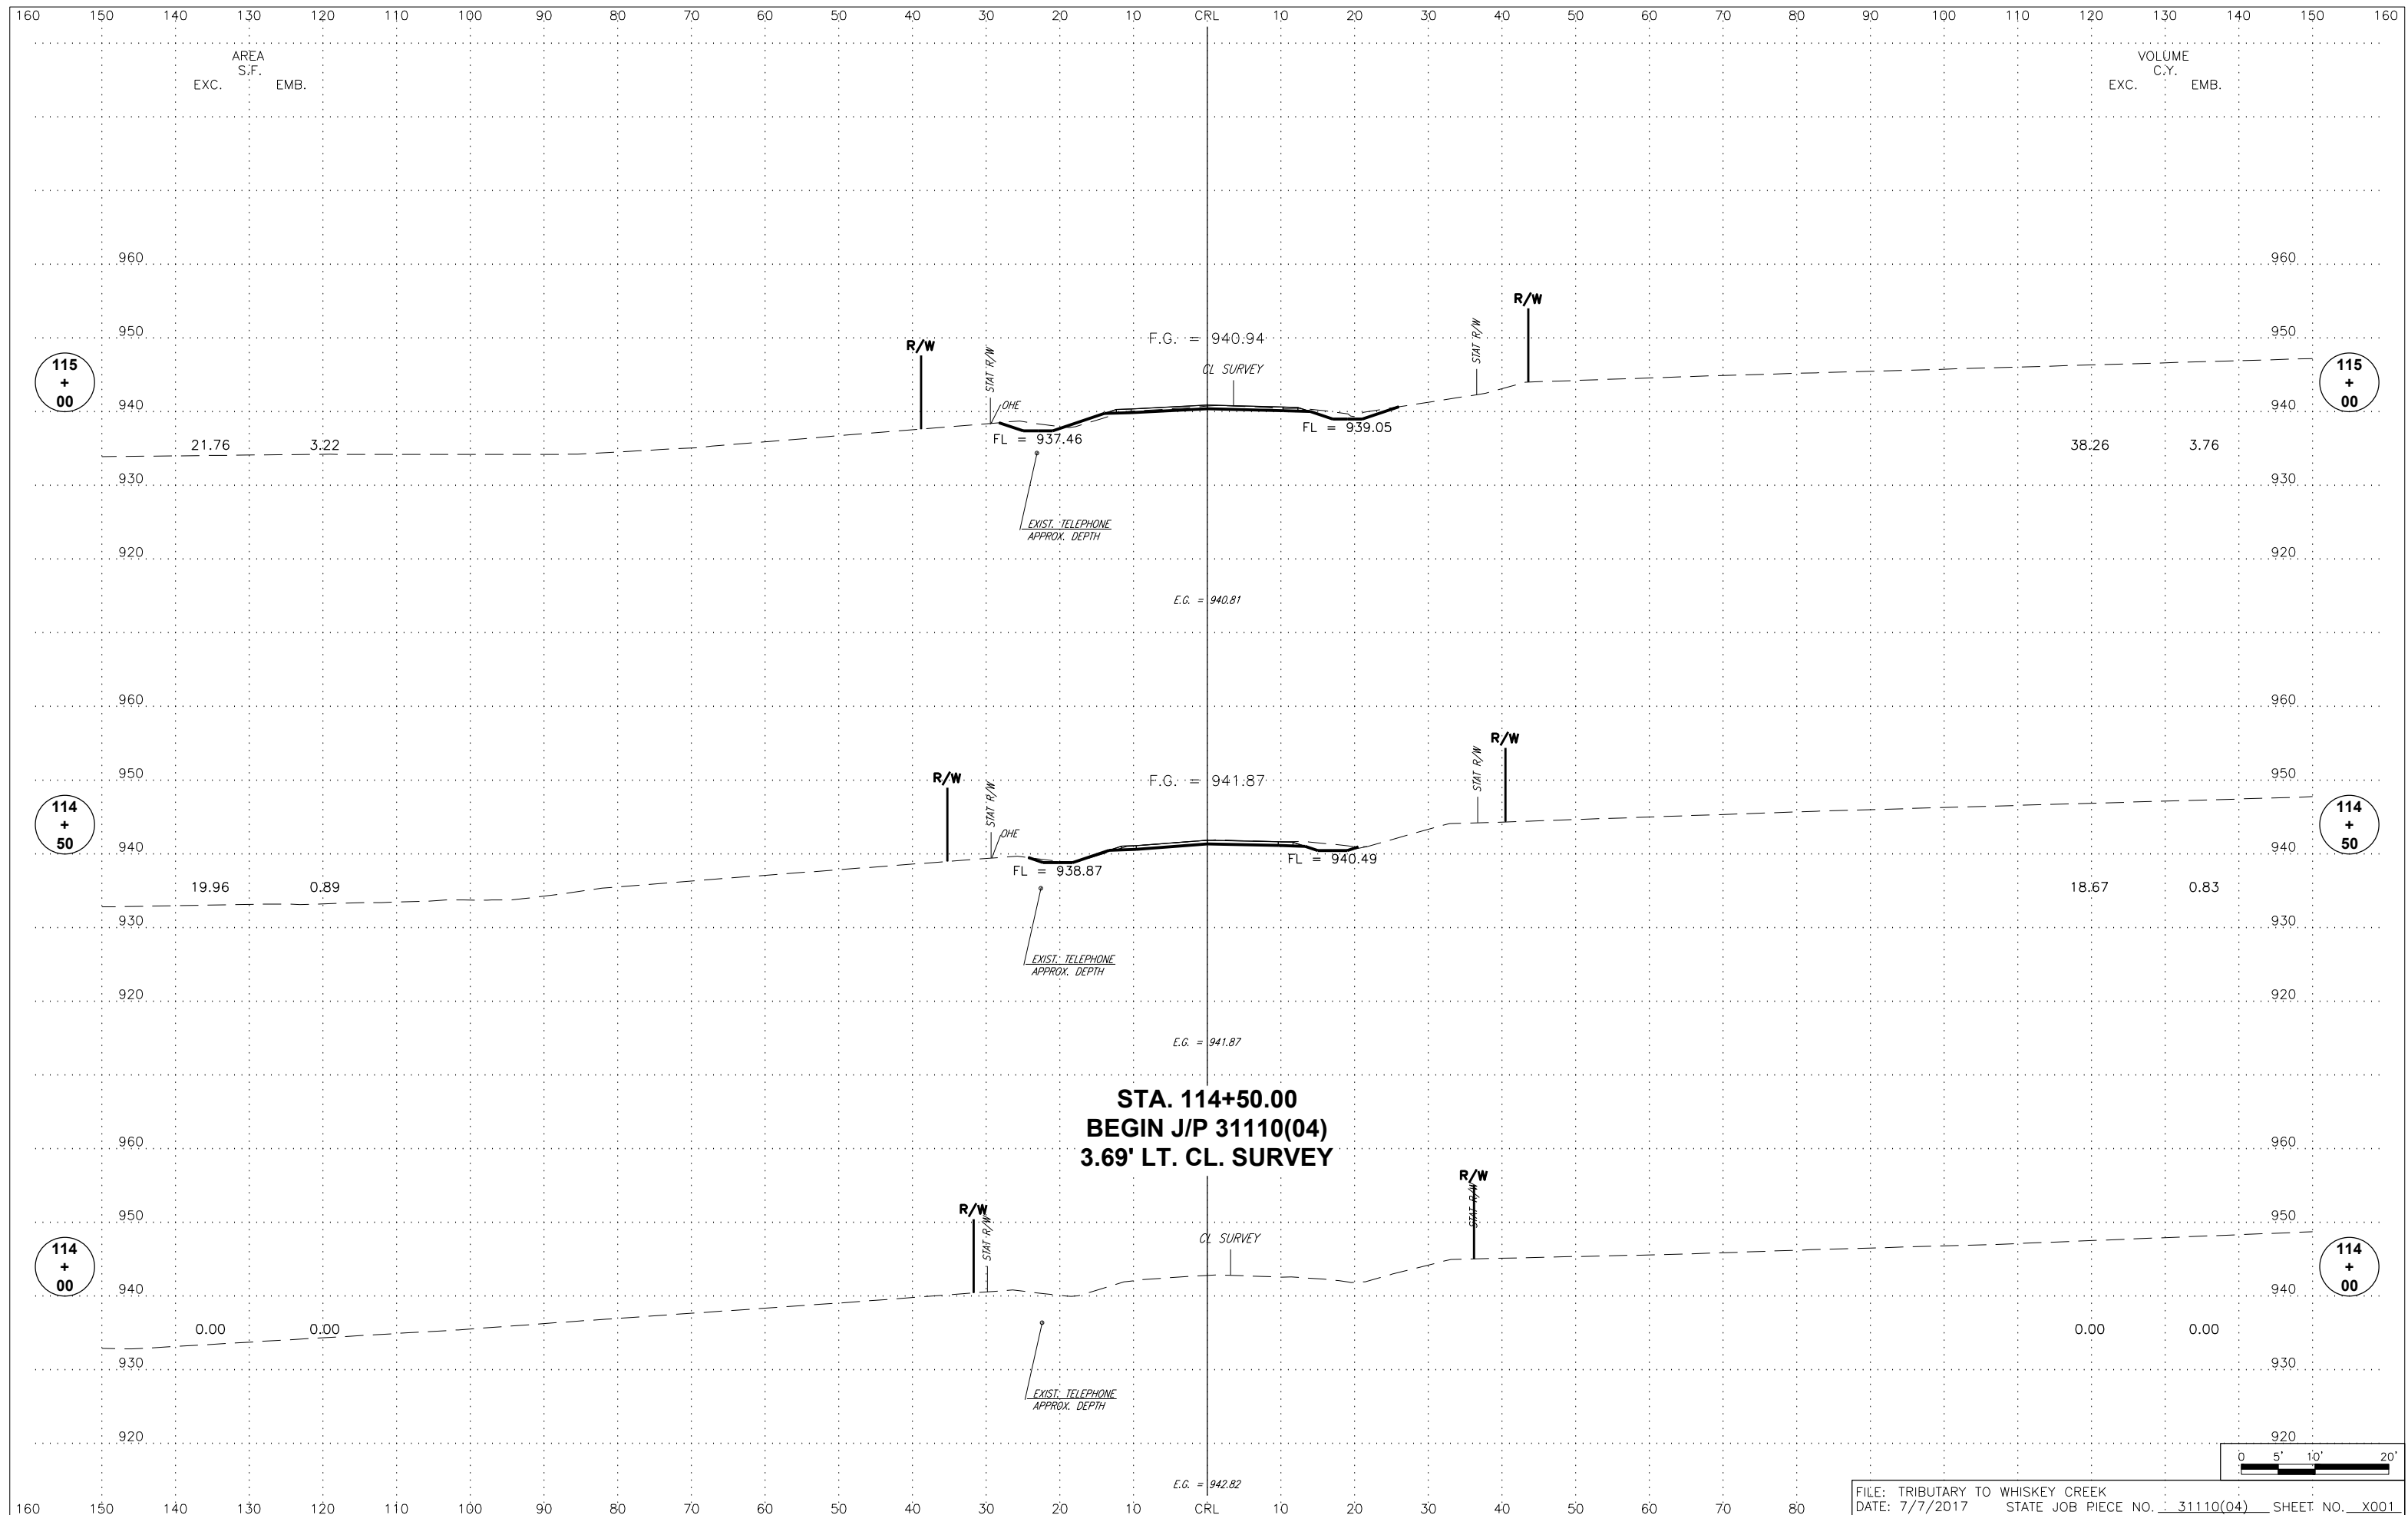 160 150 140 130 120 110 100 90 80 70 60 50 40 30 20 10 CRL 10 20 30 40 50 60 70 80 90 100 110 120 130 140 150 160
AREA
S.F.
EXC. EMB.
VOLUME
C.Y.
EXC. EMB.
960 960
R/W
950 F.G. = 940.94 STAT R/W 950
R/W STAT R/W
115
+
00
CL SURVEY
115
+
00
940 OHE 940
FL = 937.46 FL = 939.05
21.76 3.22 38.26 3.76
930 930
EXIST. TELEPHONE
APPROX. DEPTH
920 920
E.G. = 940.81
960 960
R/W
950 R/W F.G. = 941.87 STAT R/W 950
STAT R/W
114
+
50
114
+
50
OHE
940 FL = 940.49 940
FL = 938.87
19.96 0.89 18.67 0.83
930 930
EXIST. TELEPHONE
APPROX. DEPTH
920 920
E.G. = 941.87
STA. 114+50.00
BEGIN J/P 31110(04)
3.69' LT. CL. SURVEY
960 960
R/W
R/W STAT R/W
950 STAT R/W 950
CL SURVEY
114
+
00
114
+
00
940 940
0.00 0.00 0.00 0.00
930 930
EXIST. TELEPHONE
APPROX. DEPTH
920 920
0 5' 10' 20'
E.G. = 942.82
160 150 140 130 120 110 100 90 80 70 60 50 40 30 20 10 CRL 10 20 30 40 50 60 70 80
FILE: TRIBUTARY TO WHISKEY CREEK
DATE: 7/7/2017 STATE JOB PIECE NO. 31110(04) SHEET NO. X001